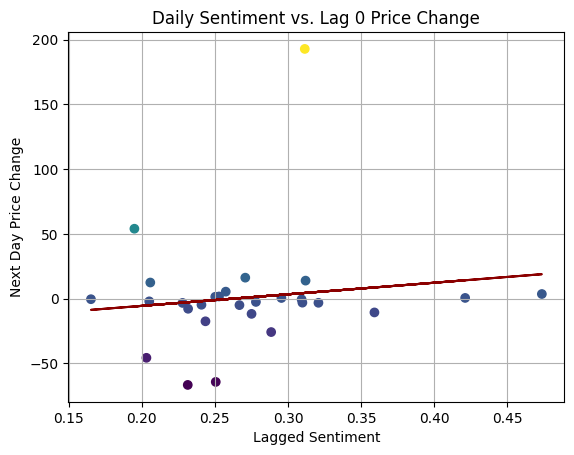 Daily Sentiment vs. Lag 0 Price Change
200
150
100
50
0
−50
Next Day Price Change
0.15 0.20 0.25 0.30 0.35 0.40 0.45
Lagged Sentiment